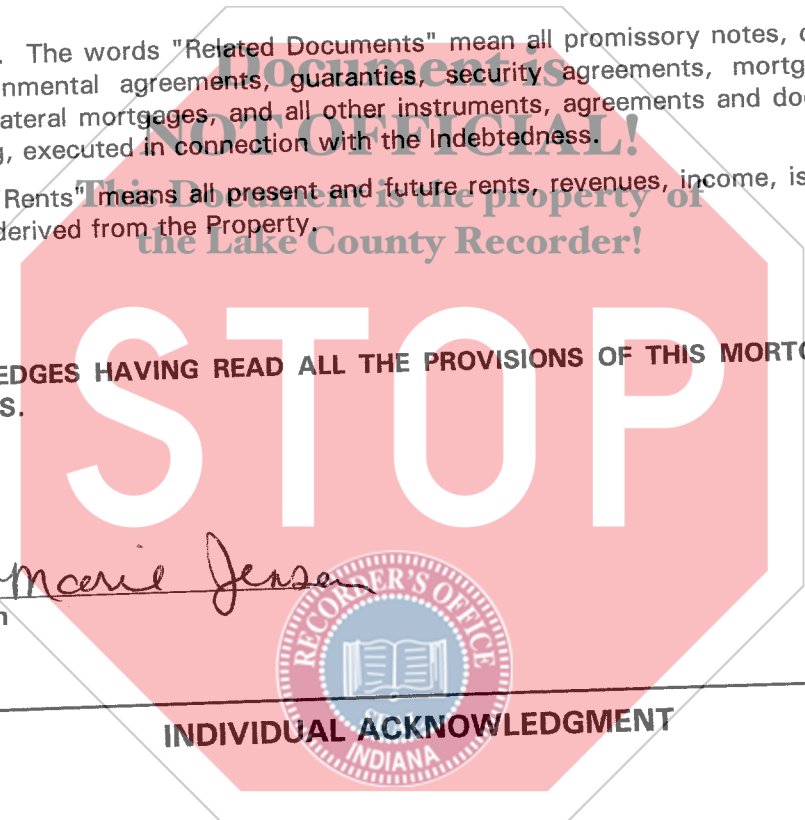 . The words "Related Documents" mean all promissory notes,
nmental agreements, guaranties, security agreements, mortg
ateral mortgages, and all other instruments, agreements and do
, executed in connection with the Indebtedness.
Rents" means all present and future rents, revenues, income, is
derived from the Property.
Document is
NOT OFFICIAL!
This Document is the property of
the Lake County Recorder!
STOP
EDGES HAVING READ ALL THE PROVISIONS OF THIS MORT
S.
Marie Jensen
n
RECORDER'S OFFICE
INDIANA
INDIVIDUAL ACKNOWLEDGMENT